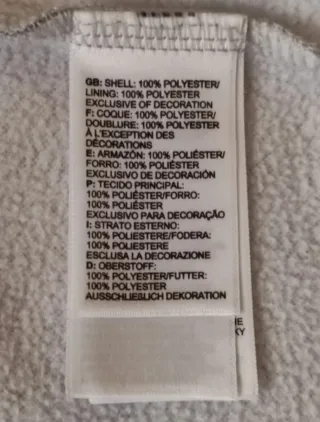 GB: SHELL: 100% POLYESTER/
LINING: 100% POLYESTER
EXCLUSIVE OF DECORATION
F: COQUE: 100% POLYESTER/
DOUBLURE: 100% POLYESTER
À L'EXCEPTION DES
DÉCORATIONS
E: ARMAZÓN: 100% POLIÉSTER/
FORRO: 100% POLIÉSTER
EXCLUSIVO DE DECORACIÓN
P: TECIDO PRINCIPAL:
100% POLIÉSTER/FORRO:
100% POLIÉSTER
EXCLUSIVO PARA DECORAÇÃO
I: STRATO ESTERNO:
100% POLIESTERE/FODERA:
100% POLIESTERE
ESCLUSA LA DECORAZIONE
D: OBERSTOFF:
100% POLYESTER/FUTTER:
100% POLYESTER
AUSSCHLIEßLICH DEKORATION